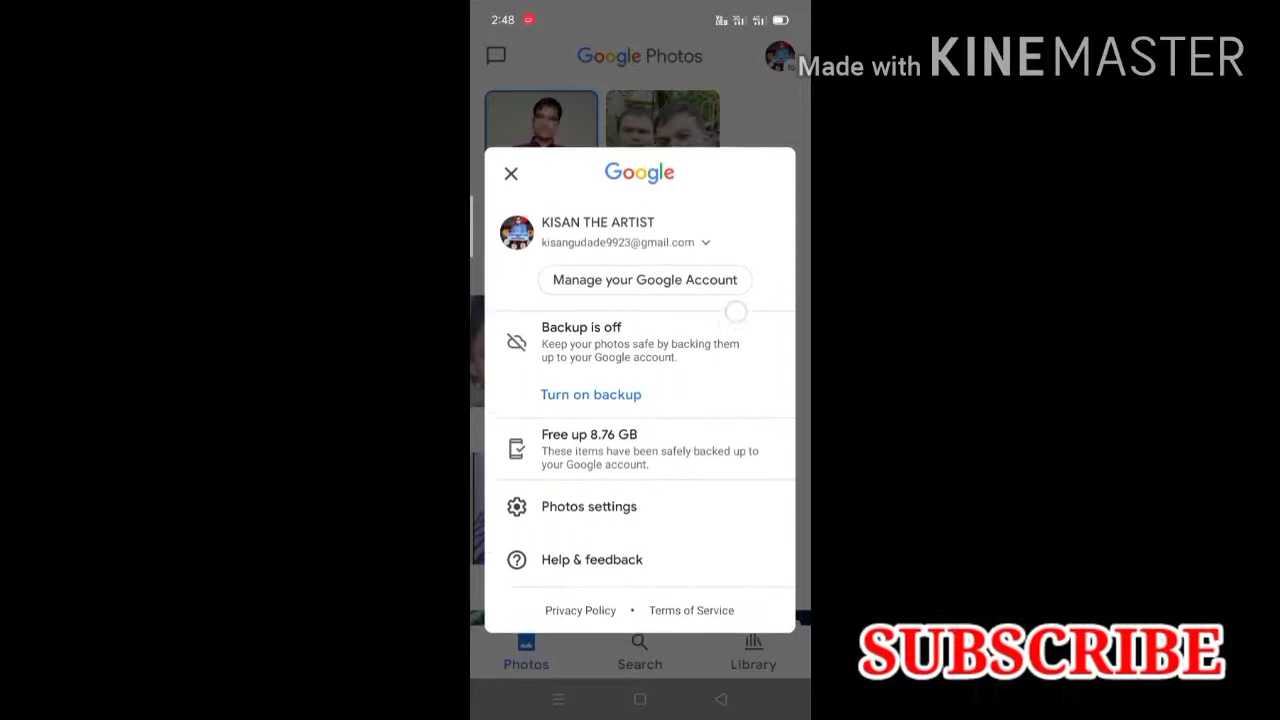 2:48
Google Photos
Made with KINEMASTER
Google
KISAN THE ARTIST
kisangudade9923@gmail.com
Manage your Google Account
Backup is off
Keep your photos safe by backing them
up to your Google account.
Turn on backup
Free up 8.76 GB
These items have been safely backed up to
your Google account.
Photos settings
Help & feedback
Privacy Policy • Terms of Service
Photos Search Library
SUBSCRIBE